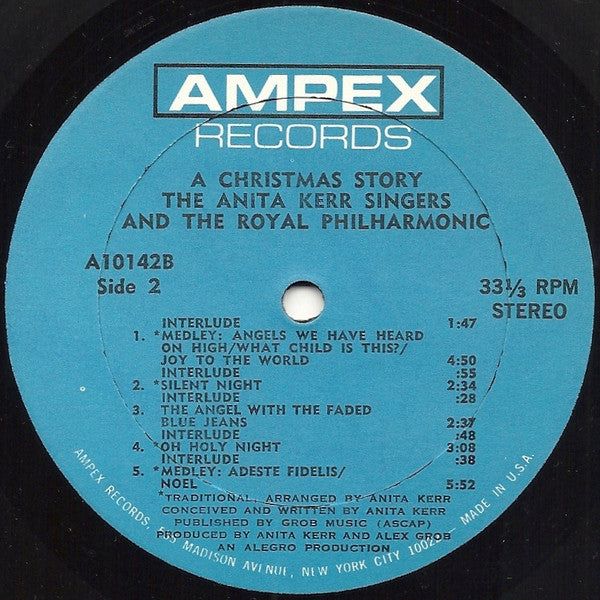 AMPEX
RECORDS
A CHRISTMAS STORY
THE ANITA KERR SINGERS
AND THE ROYAL PHILHARMONIC
A10142B
Side 2
33⅓ RPM
STEREO
INTERLUDE 1:47
1. *MEDLEY: ANGELS WE HAVE HEARD
ON HIGH/WHAT CHILD IS THIS?/
JOY TO THE WORLD 4:50
INTERLUDE :55
2. *SILENT NIGHT 2:34
INTERLUDE :28
3. THE ANGEL WITH THE FADED
BLUE JEANS 2:37
INTERLUDE :48
4. *OH HOLY NIGHT 3:08
INTERLUDE :38
5. *MEDLEY: ADESTE FIDELIS/
NOEL 5:52
*TRADITIONAL, ARRANGED BY ANITA KERR
CONCEIVED AND WRITTEN BY ANITA KERR
PUBLISHED BY GROB MUSIC (ASCAP)
PRODUCED BY ANITA KERR AND ALEX GROB
AN ALEGRO PRODUCTION
AMPEX RECORDS, MADISON AVENUE, NEW YORK CITY — MADE IN U.S.A.